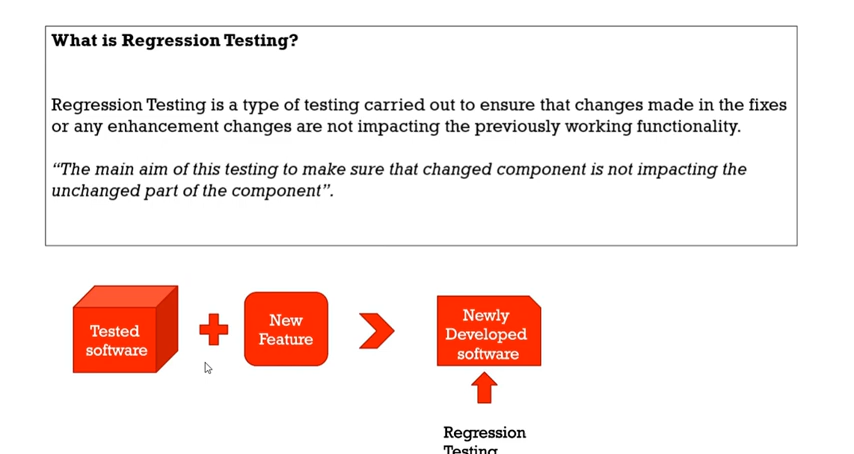 What is Regression Testing?
Regression Testing is a type of testing carried out to ensure that changes made in the fixes
or any enhancement changes are not impacting the previously working functionality.
“The main aim of this testing to make sure that changed component is not impacting the
unchanged part of the component”.
Tested
software
New
Feature
Newly
Developed
software
Regression
Testing